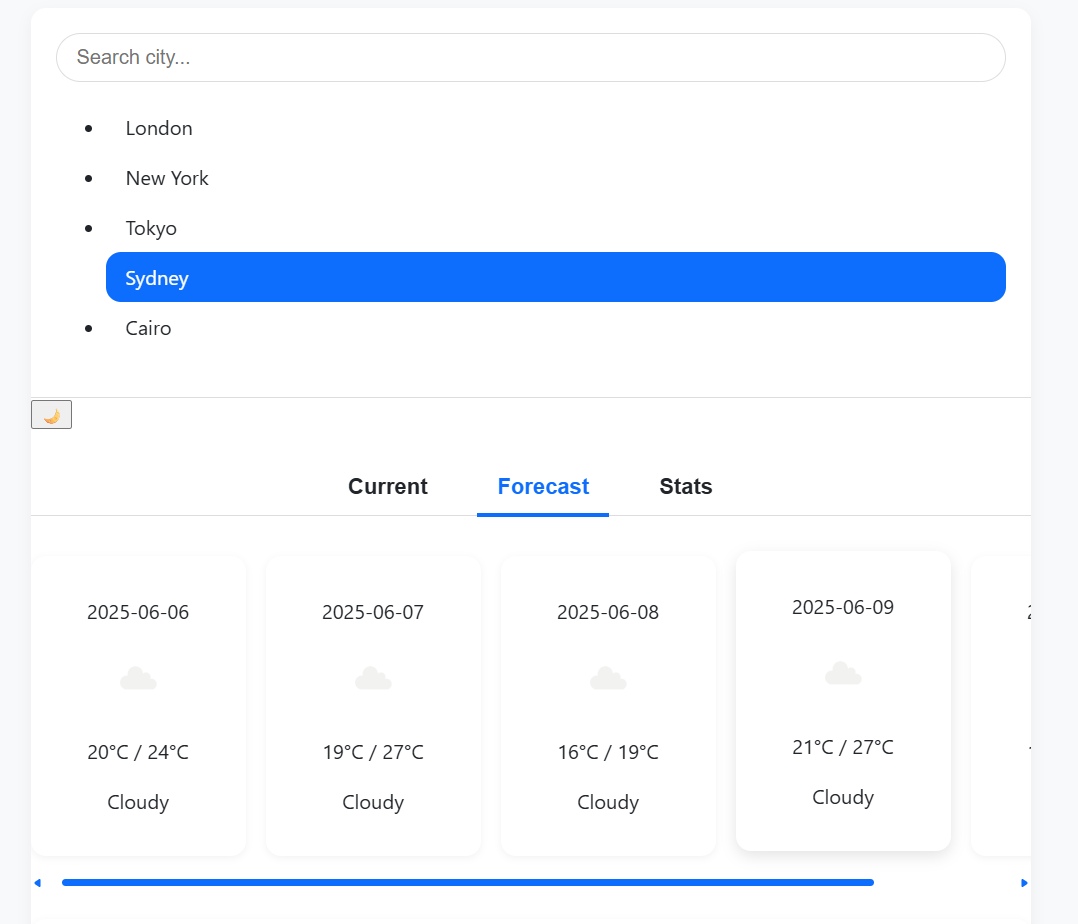 Search city...
London
New York
Tokyo
Sydney
Cairo
Current Forecast Stats
2025-06-06 2025-06-07 2025-06-08 2025-06-09
20°C / 24°C 19°C / 27°C 16°C / 19°C 21°C / 27°C
Cloudy Cloudy Cloudy Cloudy